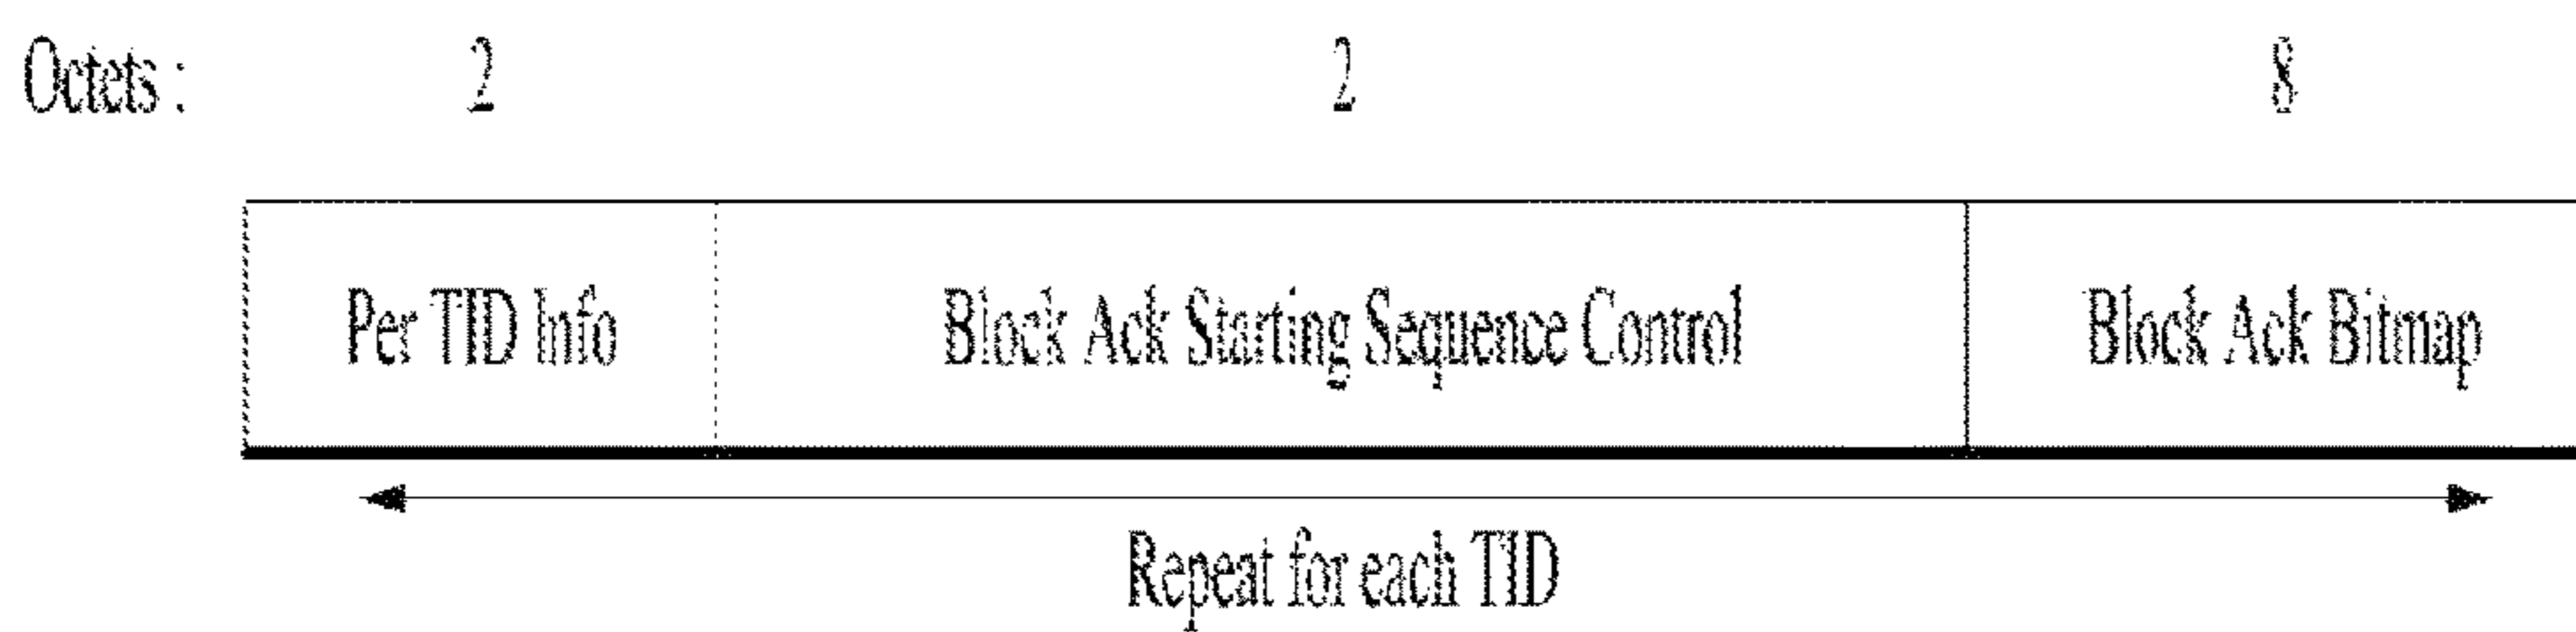 Octets : 2 2 8
Per TID Info Block Ack Starting Sequence Control Block Ack Bitmap
Repeat for each TID